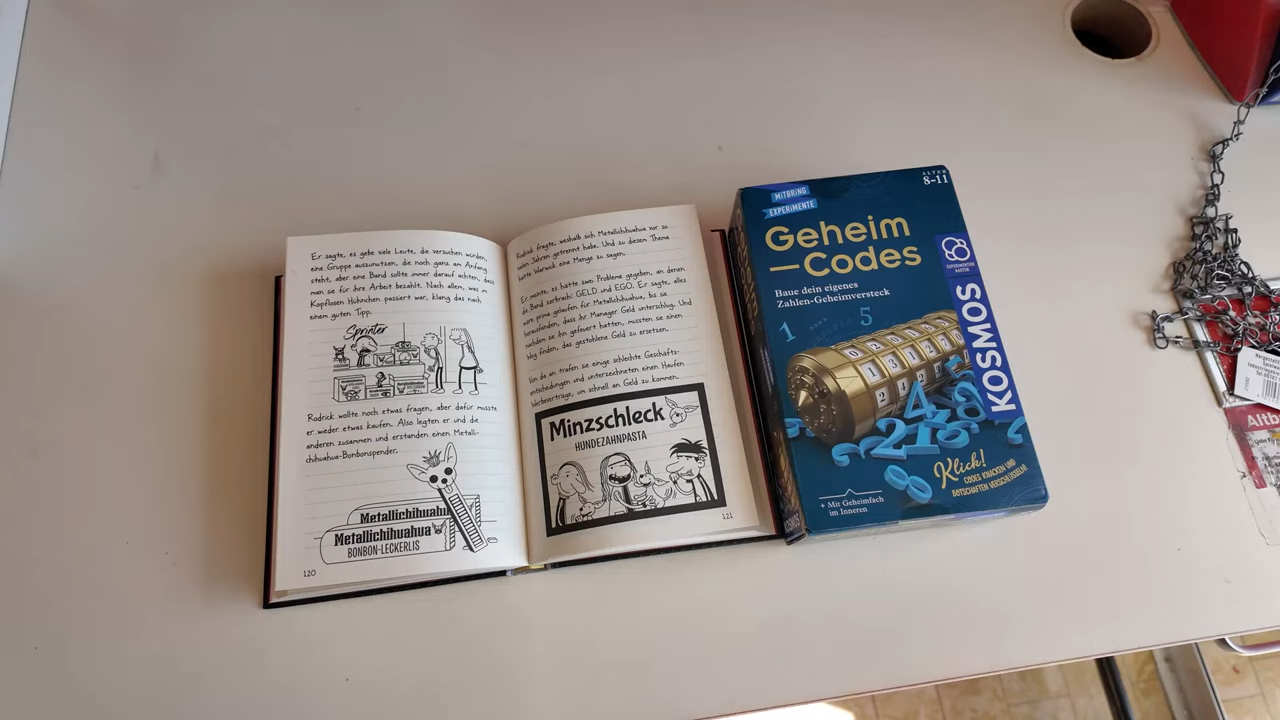 Er sagte, es gebe viele Leute, die versuchen würden,
eine Gruppe auszunutzen, die noch ganz am Anfang
steht, aber eine Band sollte immer darauf achten, dass
man sie für ihre Arbeit bezahlt. Nach allem, was
Kopflosen Hühnchen passiert war, klang das nach
einem guten Tipp.
Sprinter
Rodrick wollte noch etwas fragen, aber dafür musste
er wieder etwas kaufen. Also legten er und die
anderen zusammen und erstanden einen Metalli-
chihuahua-Bonbonspender.
Metallichihuahu
Metallichihuahua
BONBON-LECKERLIS
120
Rodrick fragte, weshalb sich Metallichihuahua vor so
vielen Jahren getrennt habe. Und zu diesem Thema
hatte Warwick eine Menge zu sagen.
Er meinte, es hätte zwei Probleme gegeben, an denen
die Band zerbrach: GELD und EGO. Er sagte, alles
wäre prima gelaufen für Metallichihuahua, bis sie
herausfanden, dass ihr Manager Geld unterschlug. Und
nachdem sie ihn gefeuert hatten, mussten sie einen
Weg finden, das gestohlene Geld zu ersetzen.
Von da an trafen sie einige schlechte Geschäfts-
entscheidungen und unterzeichneten einen Haufen
Werbeverträge, um schnell an Geld zu kommen.
Minzschleck
HUNDEZAHNPASTA
121
MITBRING
EXPERIMENTE
ALTER
8-11
Geheim
—Codes
EXPERIMENTIER
KASTEN
Baue dein eigenes
Zahlen-Geheimversteck
KOSMOS
Klick!
CODES KNACKEN UND
BOTSCHAFTEN VERSCHLÜSSELN!
+ Mit Geheimfach
im Inneren
KOSMOS
Altb